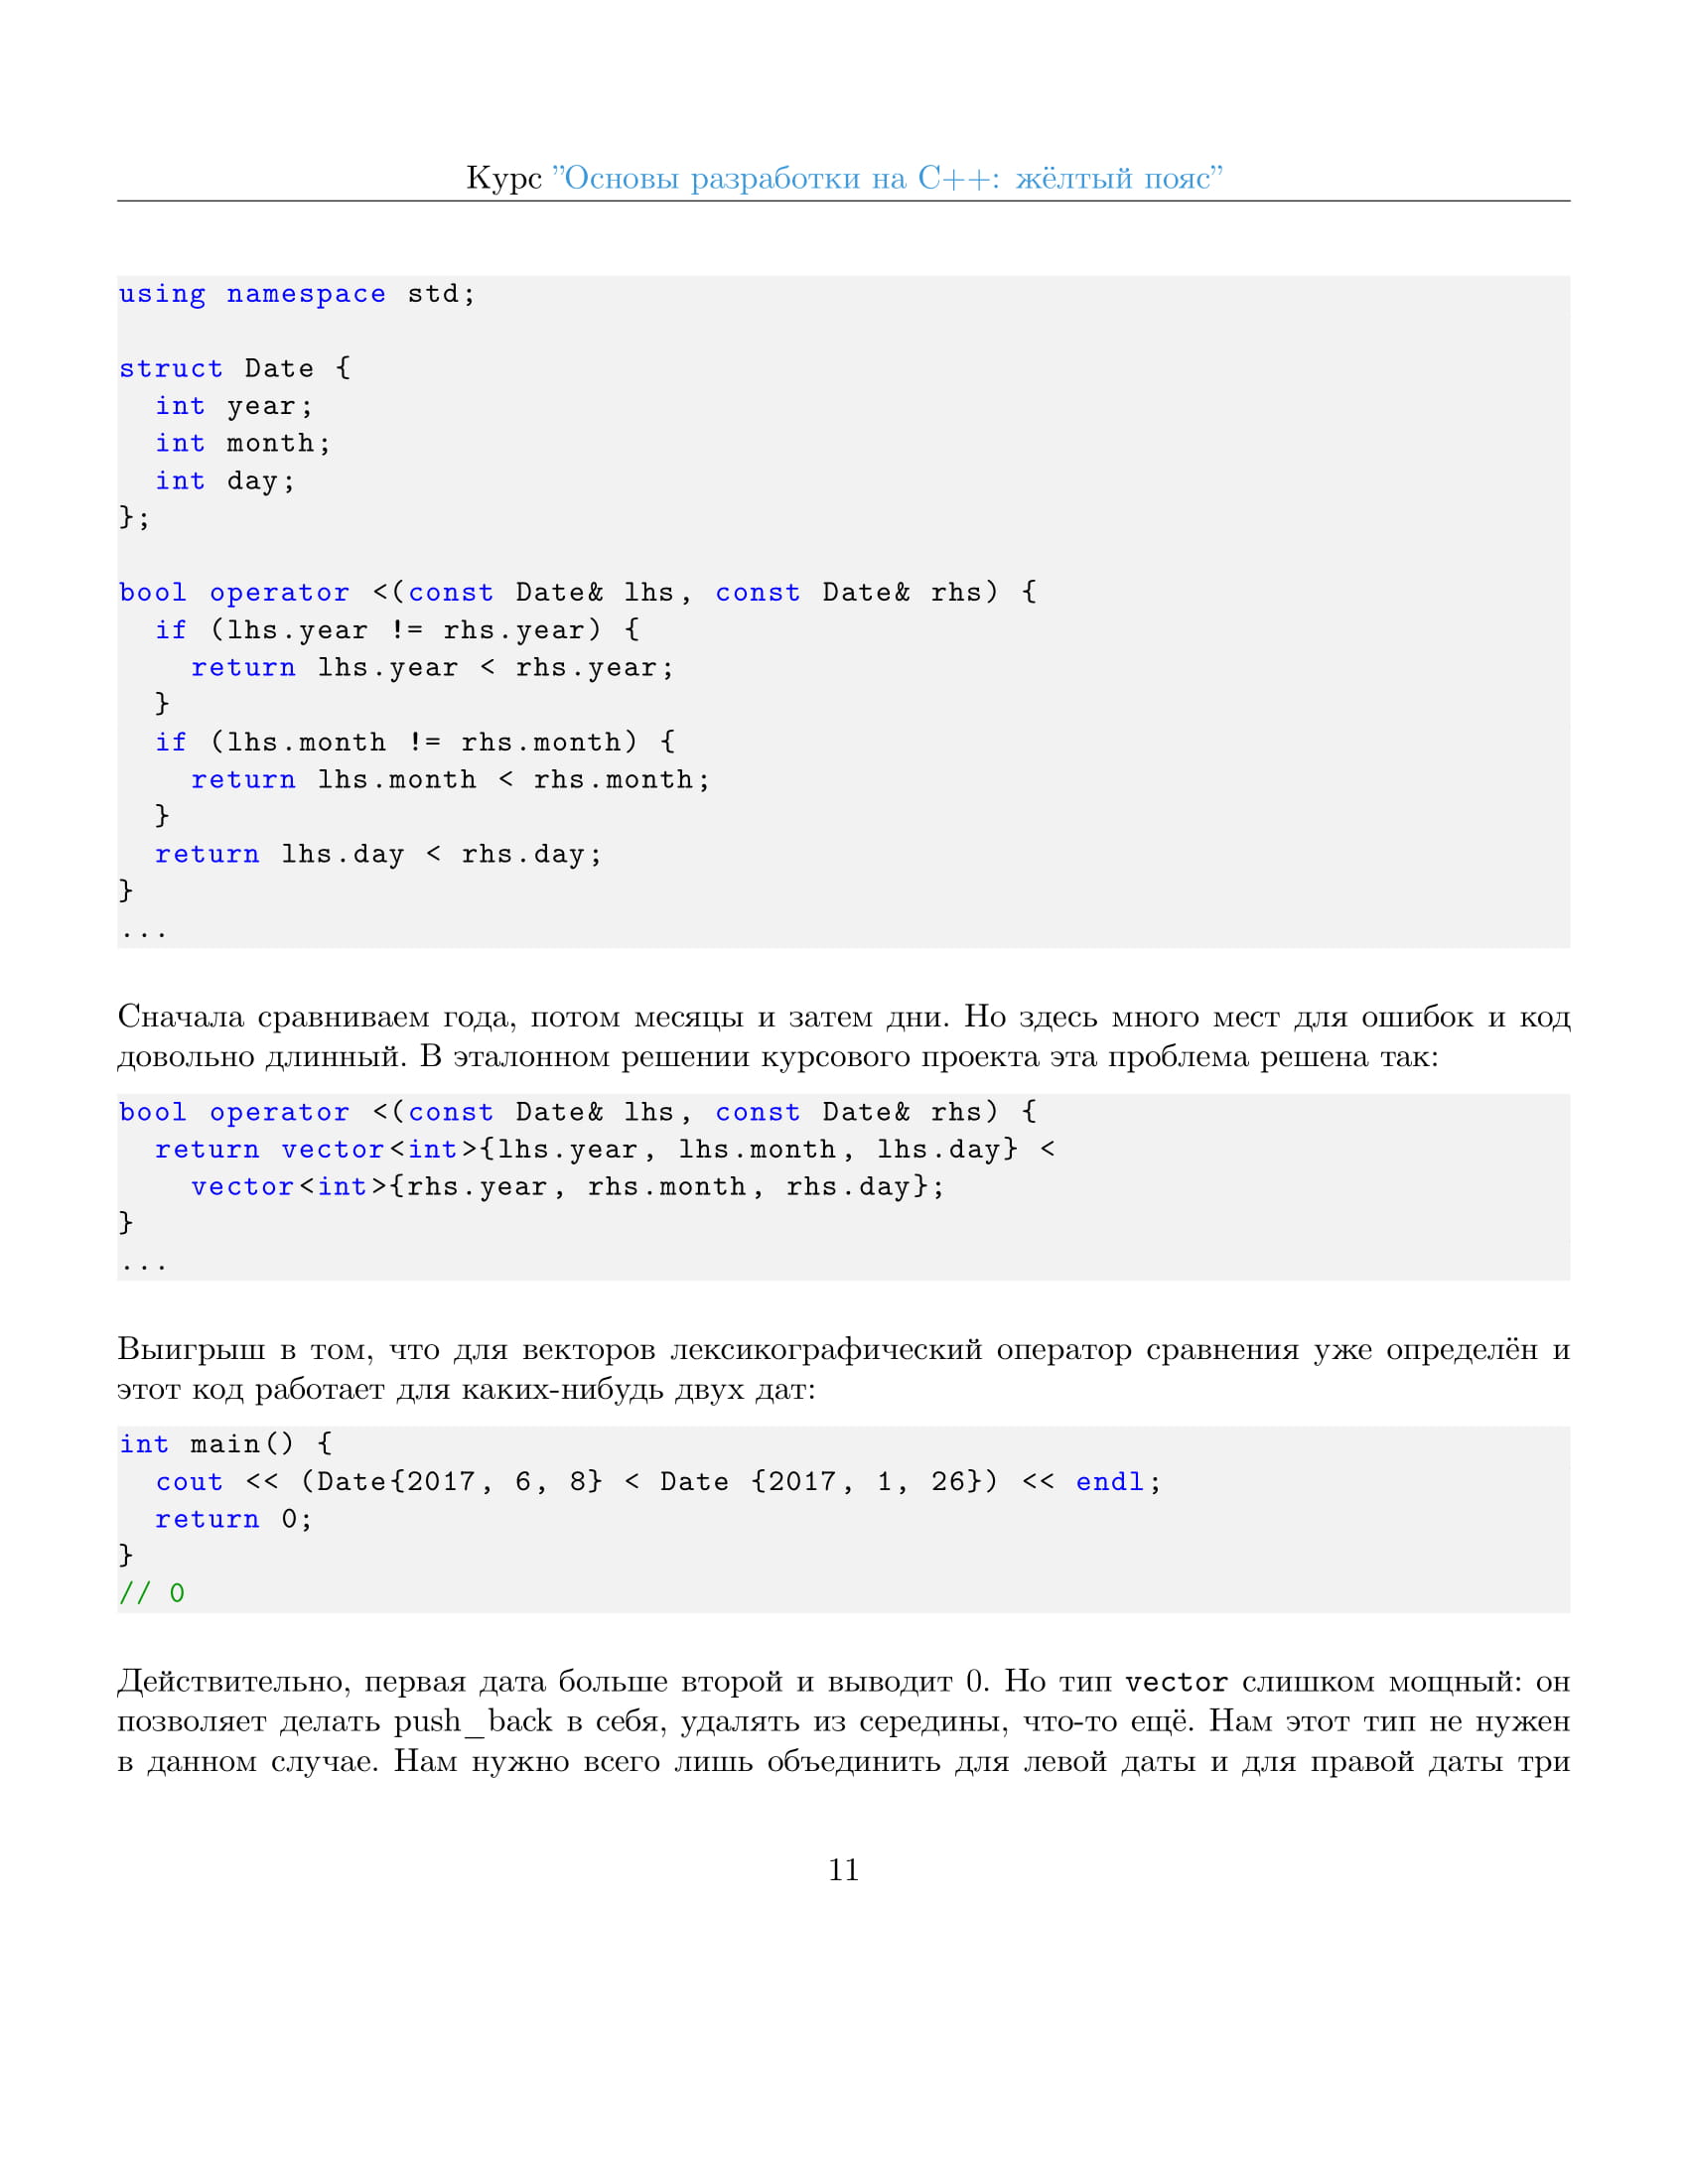 Курс ”Основы разработки на C++: жёлтый пояс”
using namespace std;
struct Date {
  int year;
  int month;
  int day;
};
bool operator <(const Date& lhs, const Date& rhs) {
  if (lhs.year != rhs.year) {
    return lhs.year < rhs.year;
  }
  if (lhs.month != rhs.month) {
    return lhs.month < rhs.month;
  }
  return lhs.day < rhs.day;
}
...
Сначала сравниваем года, потом месяцы и затем дни. Но здесь много мест для ошибок и код
довольно длинный. В эталонном решении курсового проекта эта проблема решена так:
bool operator <(const Date& lhs, const Date& rhs) {
  return vector<int>{lhs.year, lhs.month, lhs.day} <
    vector<int>{rhs.year, rhs.month, rhs.day};
}
...
Выигрыш в том, что для векторов лексикографический оператор сравнения уже определён и
этот код работает для каких-нибудь двух дат:
int main() {
  cout << (Date{2017, 6, 8} < Date {2017, 1, 26}) << endl;
  return 0;
}
// 0
Действительно, первая дата больше второй и выводит 0. Но тип vector слишком мощный: он
позволяет делать push_back в себя, удалять из середины, что-то ещё. Нам этот тип не нужен
в данном случае. Нам нужно всего лишь объединить для левой даты и для правой даты три
11